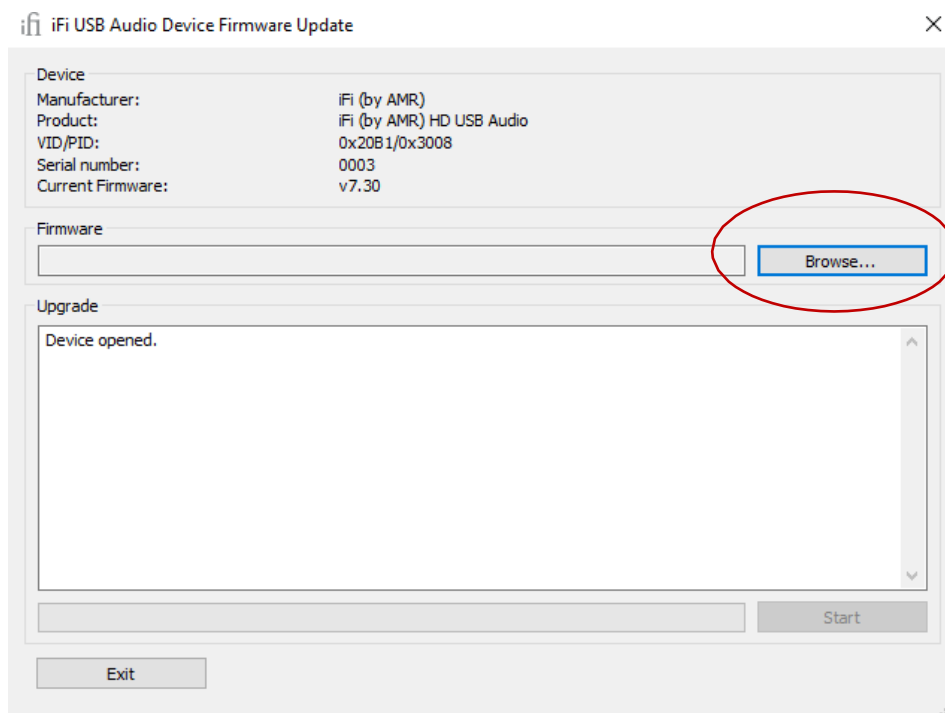 ifi iFi USB Audio Device Firmware Update
Device
Manufacturer: iFi (by AMR)
Product: iFi (by AMR) HD USB Audio
VID/PID: 0x20B1/0x3008
Serial number: 0003
Current Firmware: v7.30
Firmware
Browse...
Upgrade
Device opened.
Start
Exit